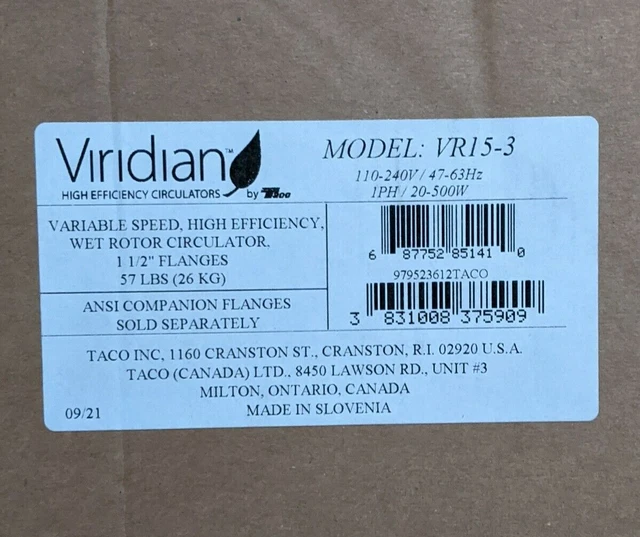 Viridian™
HIGH EFFICIENCY CIRCULATORS by Taco
MODEL: VR15-3
110-240V / 47-63Hz
1PH / 20-500W
VARIABLE SPEED, HIGH EFFICIENCY,
WET ROTOR CIRCULATOR.
1 1/2" FLANGES
57 LBS (26 KG)
6 87752 85141 0
979523612TACO
3 831008 375909
ANSI COMPANION FLANGES
SOLD SEPARATELY
TACO INC, 1160 CRANSTON ST., CRANSTON, R.I. 02920 U.S.A.
TACO (CANADA) LTD., 8450 LAWSON RD., UNIT #3
MILTON, ONTARIO, CANADA
09/21 MADE IN SLOVENIA